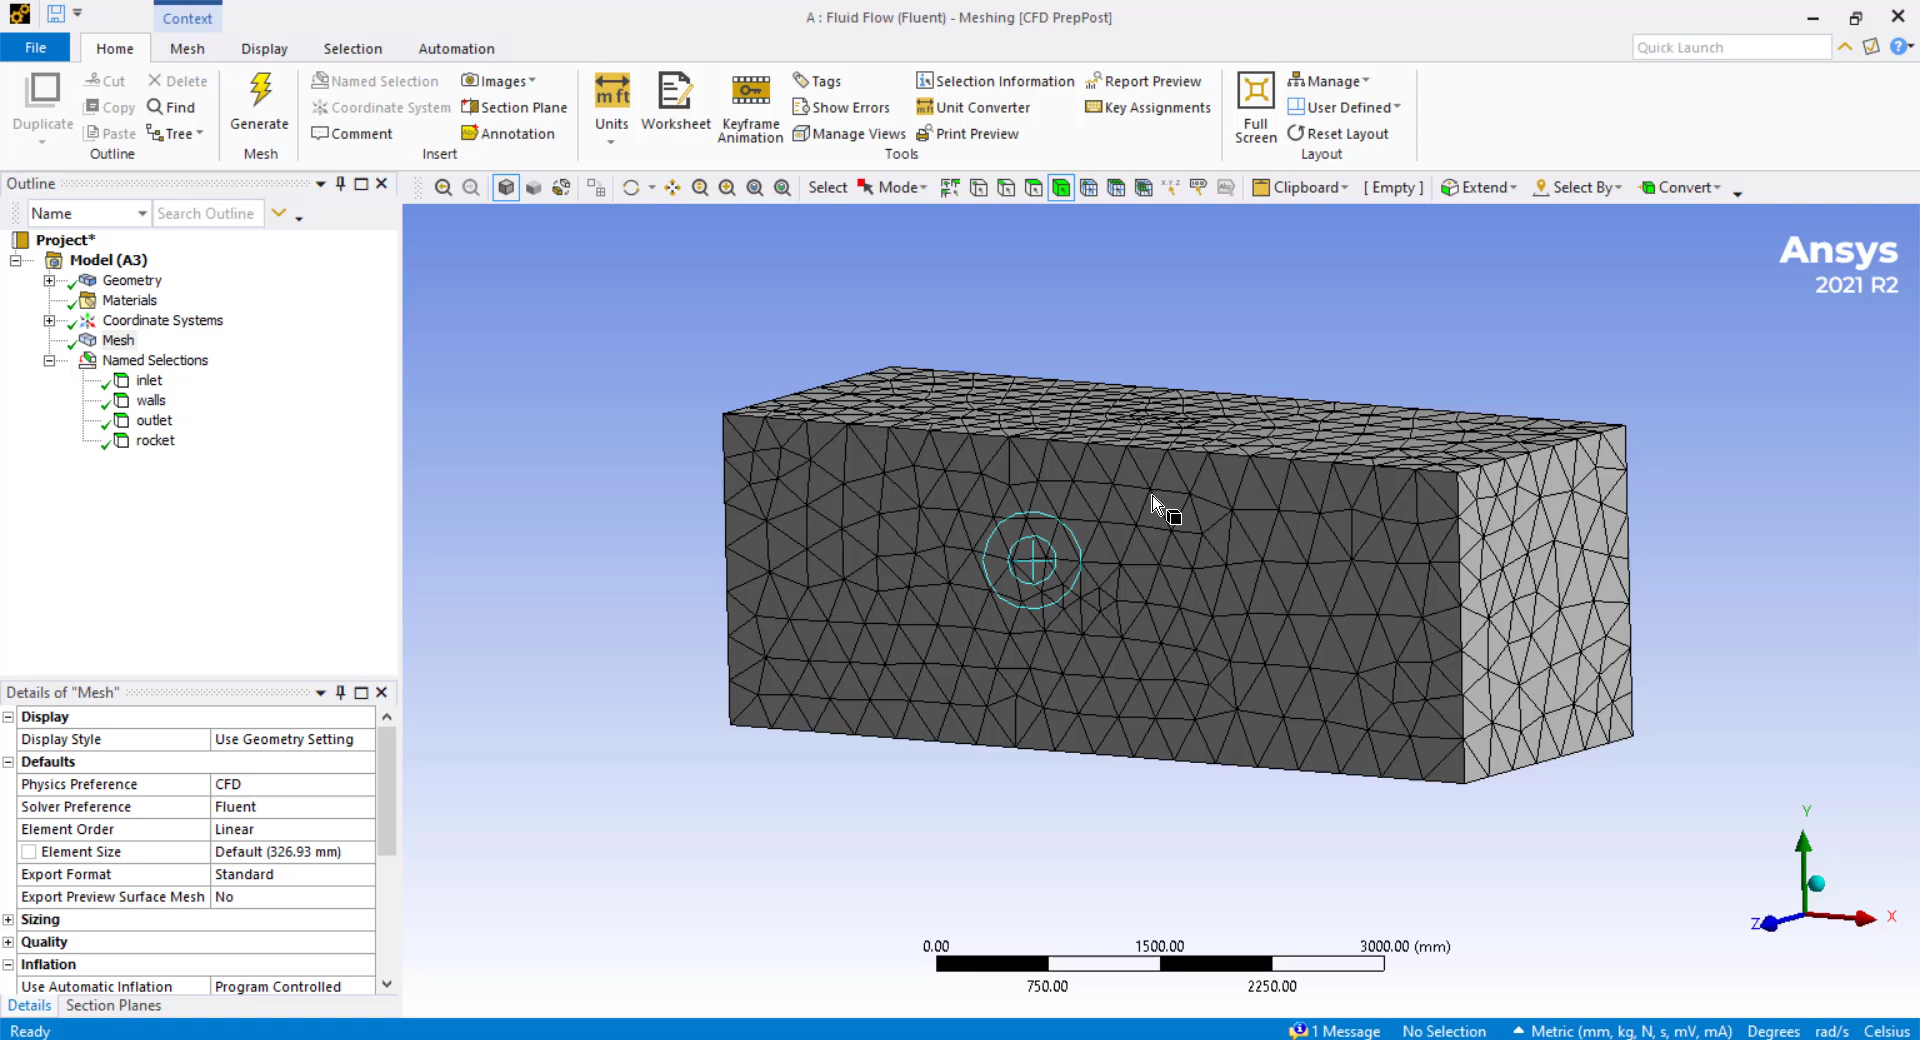 Context
A : Fluid Flow (Fluent) - Meshing [CFD PrepPost]
File Home Mesh Display Selection Automation
Quick Launch
Duplicate
Cut Delete
Copy Find
Paste Tree
Outline
Generate
Mesh
Named Selection Images
Coordinate System Section Plane
Comment Annotation
Insert
Units
Worksheet
Keyframe
Animation
Tags Selection Information Report Preview
Show Errors Unit Converter Key Assignments
Manage Views Print Preview
Tools
Full
Screen
Manage
User Defined
Reset Layout
Layout
Outline
Name Search Outline
Select Mode Clipboard [ Empty ] Extend Select By Convert
Project*
Model (A3)
Geometry
Materials
Coordinate Systems
Mesh
Named Selections
inlet
walls
outlet
rocket
Ansys
2021 R2
Details of "Mesh"
Display
Display Style Use Geometry Setting
Defaults
Physics Preference CFD
Solver Preference Fluent
Element Order Linear
Element Size Default (326.93 mm)
Export Format Standard
Export Preview Surface Mesh No
Sizing
Quality
Inflation
Use Automatic Inflation Program Controlled
Details Section Planes
Y
Z
X
0.00 1500.00 3000.00 (mm)
750.00 2250.00
Ready 1 Message No Selection Metric (mm, kg, N, s, mV, mA) Degrees rad/s Celsius